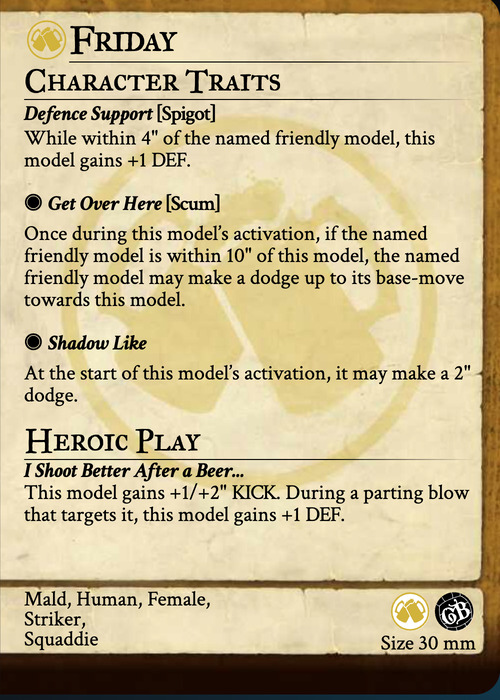 Friday
Character Traits
Defence Support [Spigot]
While within 4" of the named friendly model, this
model gains +1 DEF.
◉ Get Over Here [Scum]
Once during this model's activation, if the named
friendly model is within 10" of this model, the named
friendly model may make a dodge up to its base-move
towards this model.
◉ Shadow Like
At the start of this model's activation, it may make a 2"
dodge.
Heroic Play
I Shoot Better After a Beer...
This model gains +1/+2" KICK. During a parting blow
that targets it, this model gains +1 DEF.
Mald, Human, Female,
Striker,
Squaddie
GB
Size 30 mm